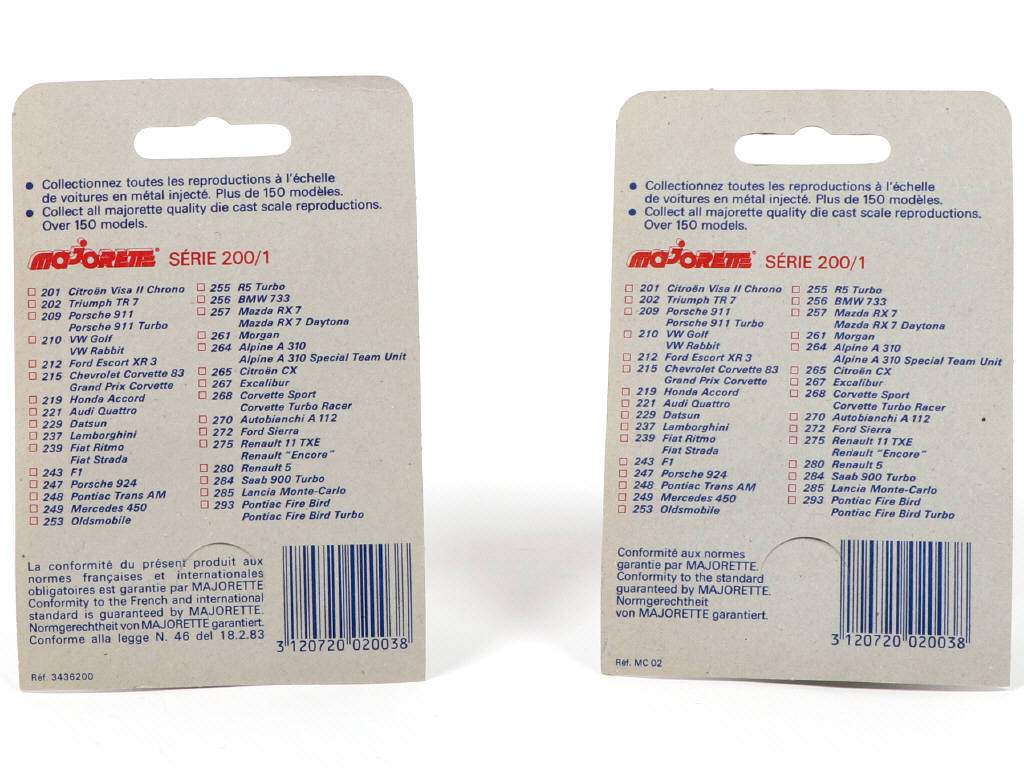 • Collectionnez toutes les reproductions à l'échelle
de voitures en métal injecté. Plus de 150 modèles.
• Collect all majorette quality die cast scale reproductions.
Over 150 models.
MAJORETTE® SÉRIE 200/1
201 Citroën Visa II Chrono
202 Triumph TR 7
209 Porsche 911
Porsche 911 Turbo
210 VW Golf
VW Rabbit
212 Ford Escort XR 3
215 Chevrolet Corvette 83
Grand Prix Corvette
219 Honda Accord
221 Audi Quattro
229 Datsun
237 Lamborghini
239 Fiat Ritmo
Fiat Strada
243 F1
247 Porsche 924
248 Pontiac Trans AM
249 Mercedes 450
253 Oldsmobile
255 R5 Turbo
256 BMW 733
257 Mazda RX 7
Mazda RX 7 Daytona
261 Morgan
264 Alpine A 310
Alpine A 310 Special Team Unit
265 Citroën CX
267 Excalibur
268 Corvette Sport
Corvette Turbo Racer
270 Autobianchi A 112
272 Ford Sierra
275 Renault 11 TXE
Renault "Encore"
280 Renault 5
284 Saab 900 Turbo
285 Lancia Monte-Carlo
293 Pontiac Fire Bird
Pontiac Fire Bird Turbo
La conformité du présent produit aux
normes françaises et internationales
obligatoires est garantie par MAJORETTE
Conformity to the French and international
standard is guaranteed by MAJORETTE.
Normgerechtheit von MAJORETTE garantiert.
Conforme alla legge N. 46 del 18.2.83
3 120720 020038
Réf. 3436200
• Collectionnez toutes les reproductions à l'échelle
de voitures en métal injecté. Plus de 150 modèles.
• Collect all majorette quality die cast scale reproductions.
Over 150 models.
MAJORETTE® SÉRIE 200/1
201 Citroën Visa II Chrono
202 Triumph TR 7
209 Porsche 911
Porsche 911 Turbo
210 VW Golf
VW Rabbit
212 Ford Escort XR 3
215 Chevrolet Corvette 83
Grand Prix Corvette
219 Honda Accord
221 Audi Quattro
229 Datsun
237 Lamborghini
239 Fiat Ritmo
Fiat Strada
243 F1
247 Porsche 924
248 Pontiac Trans AM
249 Mercedes 450
253 Oldsmobile
255 R5 Turbo
256 BMW 733
257 Mazda RX 7
Mazda RX 7 Daytona
261 Morgan
264 Alpine A 310
Alpine A 310 Special Team Unit
265 Citroën CX
267 Excalibur
268 Corvette Sport
Corvette Turbo Racer
270 Autobianchi A 112
272 Ford Sierra
275 Renault 11 TXE
Renault "Encore"
280 Renault 5
284 Saab 900 Turbo
285 Lancia Monte-Carlo
293 Pontiac Fire Bird
Pontiac Fire Bird Turbo
Conformité aux normes
garantie par MAJORETTE.
Conformity to the standard
guaranteed by MAJORETTE.
Normgerechtheit
von MAJORETTE garantiert.
3 120720 020038
Réf. MC 02